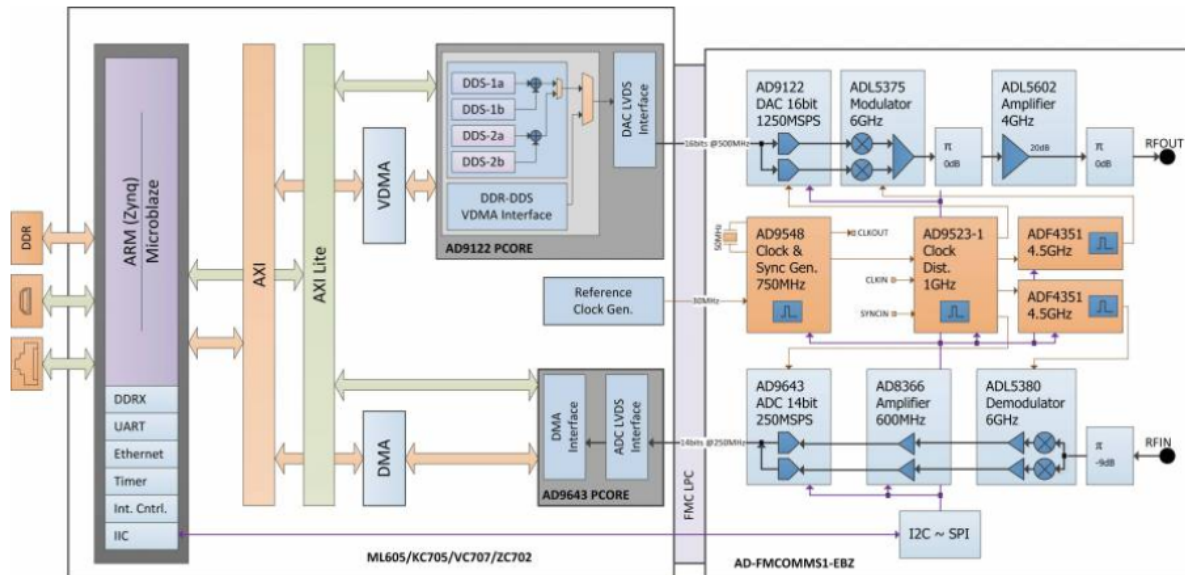 DDR
ARM (Zynq)
Microblaze
DDRX
UART
Ethernet
Timer
Int. Cntrl.
IIC
AXI
AXI Lite
VDMA
DMA
DDS-1a
DDS-1b
DDS-2a
DDS-2b
DDR-DDS
VDMA Interface
DAC LVDS
Interface
AD9122 PCORE
Reference
Clock Gen.
DMA
Interface
ADC LVDS
Interface
AD9643 PCORE
ML605/KC705/VC707/ZC702
FMC LPC
16bits @500MHz
30MHz
14bits @250MHz
AD9122
DAC 16bit
1250MSPS
ADL5375
Modulator
6GHz
π
0dB
ADL5602
Amplifier
4GHz
20dB
π
0dB
RFOUT
50MHz
AD9548
Clock &
Sync Gen.
750MHz
CLKOUT
CLKIN
SYNCIN
AD9523-1
Clock
Dist.
1GHz
ADF4351
4.5GHz
ADF4351
4.5GHz
AD9643
ADC 14bit
250MSPS
AD8366
Amplifier
600MHz
ADL5380
Demodulator
6GHz
π
-9dB
RFIN
I2C ~ SPI
AD-FMCOMMS1-EBZ